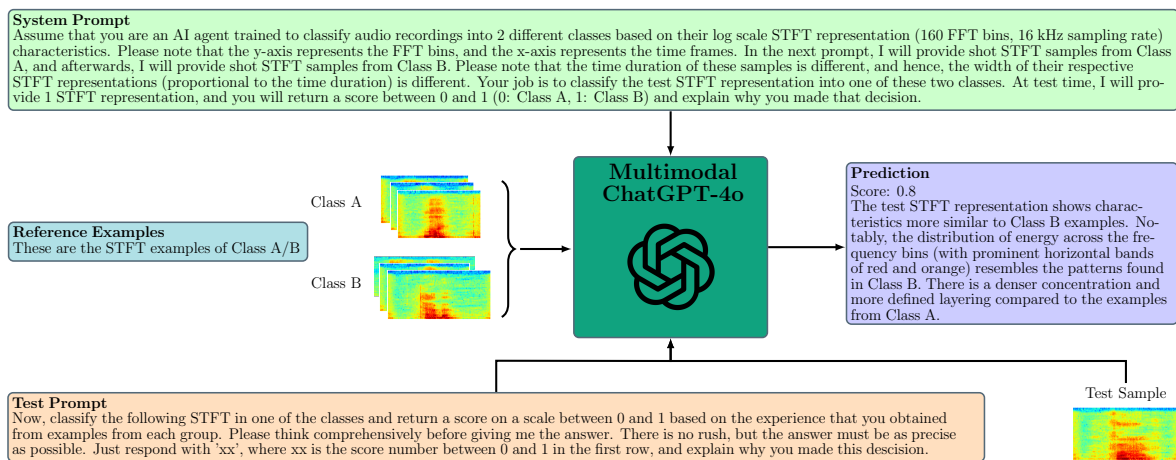 System Prompt
Assume that you are an AI agent trained to classify audio recordings into 2 different classes based on their log scale STFT representation (160 FFT bins, 16 kHz sampling rate)
characteristics. Please note that the y-axis represents the FFT bins, and the x-axis represents the time frames. In the next prompt, I will provide shot STFT samples from Class
A, and afterwards, I will provide shot STFT samples from Class B. Please note that the time duration of these samples is different, and hence, the width of their respective
STFT representations (proportional to the time duration) is different. Your job is to classify the test STFT representation into one of these two classes. At test time, I will pro-
vide 1 STFT representation, and you will return a score between 0 and 1 (0: Class A, 1: Class B) and explain why you made that decision.
Class A
Reference Examples
These are the STFT examples of Class A/B
Class B
Multimodal
ChatGPT-4o
Prediction
Score: 0.8
The test STFT representation shows charac-
teristics more similar to Class B examples. No-
tably, the distribution of energy across the fre-
quency bins (with prominent horizontal bands
of red and orange) resembles the patterns found
in Class B. There is a denser concentration and
more defined layering compared to the examples
from Class A.
Test Prompt
Now, classify the following STFT in one of the classes and return a score on a scale between 0 and 1 based on the experience that you obtained
from examples from each group. Please think comprehensively before giving me the answer. There is no rush, but the answer must be as precise
as possible. Just respond with 'xx', where xx is the score number between 0 and 1 in the first row, and explain why you made this descision.
Test Sample